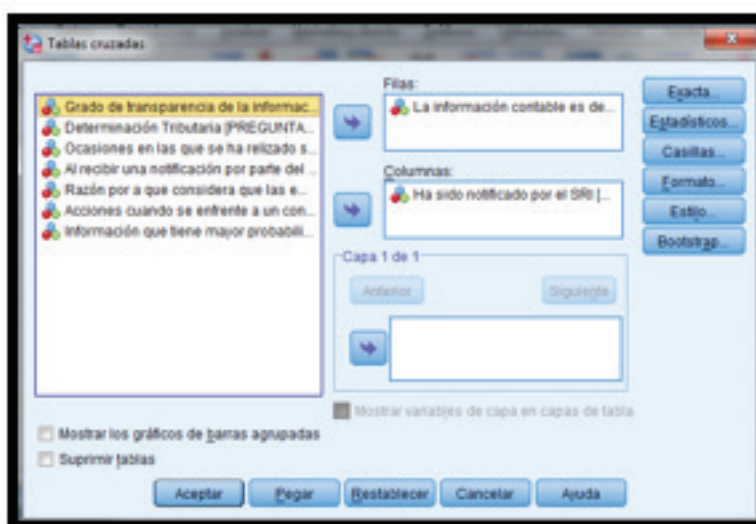 Tablas cruzadas
Filas:
Grado de transparencia de la informac...
Determinación Tributaria [PREGUNTA...
Ocasiones en las que se ha relizado s...
Al recibir una notificación por parte del ...
Razón por a que considera que las e...
Acciones cuando se enfrente a un con...
Información que tiene mayor probabili...
La información contable es de...
Columnas:
Ha sido notificado por el SRI [...
Capa 1 de 1
Anterior
Siguiente
Mostrar variables de capa en capas de tabla
Exacta...
Estadísticos...
Casillas...
Formato...
Estilo...
Bootstrap...
Mostrar los gráficos de barras agrupadas
Suprimir tablas
Aceptar
Pegar
Restablecer
Cancelar
Ayuda